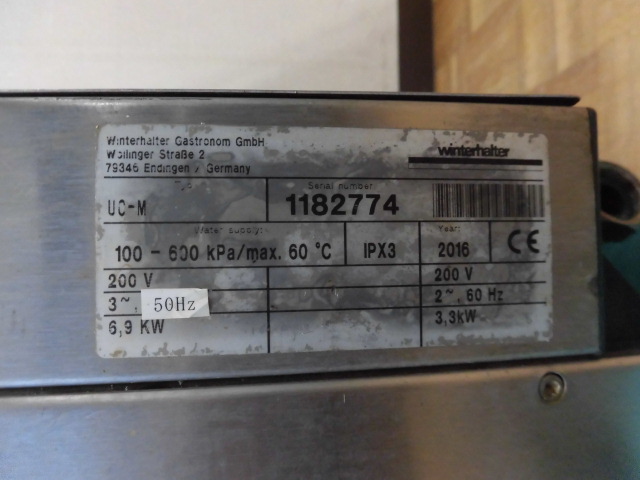 Winterhalter Gastronom GmbH
Wollinger Straße 2
79346 Endingen / Germany
winterhalter
UC-M
Serial number:
1182774
Water supply:
100 - 600 kPa/max. 60 °C
IPX3
Year:
2016
CE
200 V
3~, 50Hz
6,9 KW
200 V
2~, 60 Hz
3,3kW